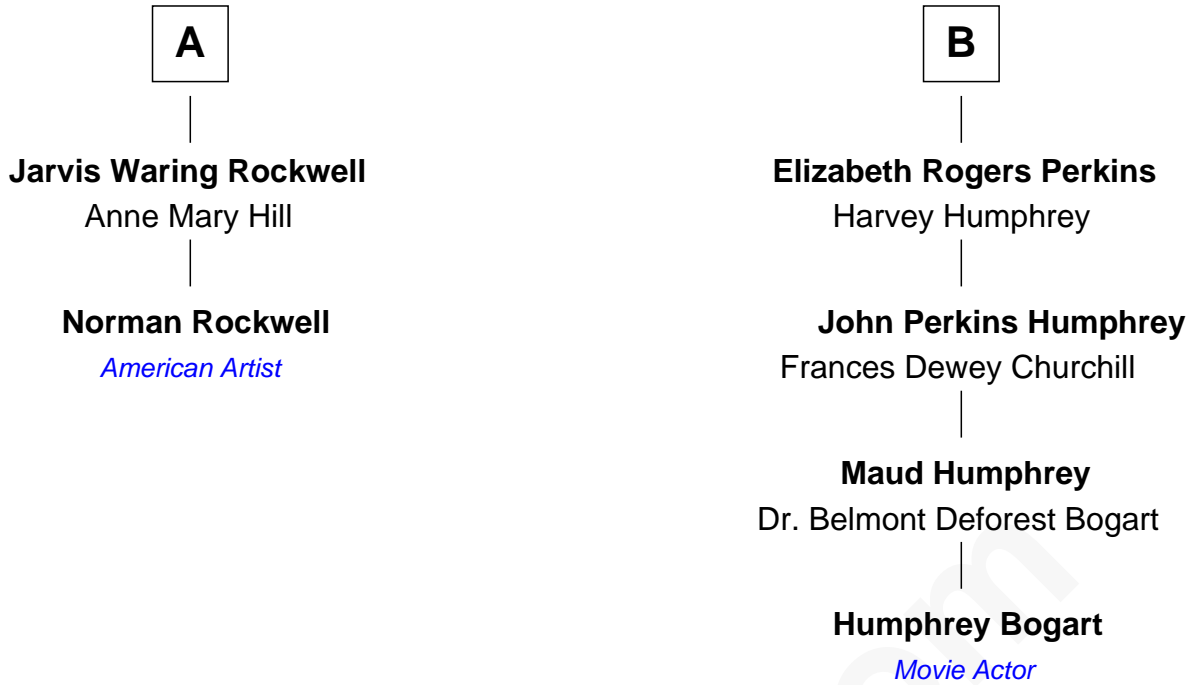 A
Jarvis Waring Rockwell
Anne Mary Hill
Norman Rockwell
American Artist
B
Elizabeth Rogers Perkins
Harvey Humphrey
John Perkins Humphrey
Frances Dewey Churchill
Maud Humphrey
Dr. Belmont Deforest Bogart
Humphrey Bogart
Movie Actor